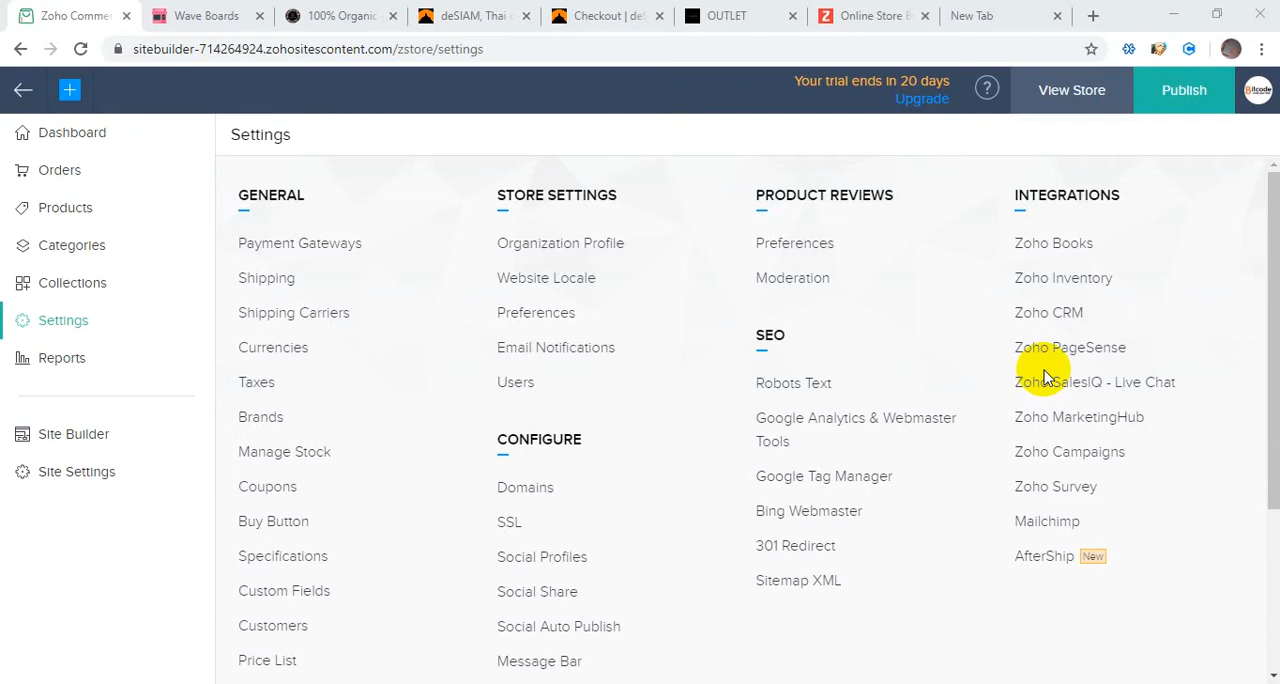 Zoho Commer
Wave Boards
100% Organic
deSIAM, Thai
Checkout | deS
OUTLET
Online Store B
New Tab
sitebuilder-714264924.zohositescontent.com/zstore/settings
Your trial ends in 20 days
Upgrade
?
View Store
Publish
Bitcode
Dashboard
Orders
Products
Categories
Collections
Settings
Reports
Site Builder
Site Settings
Settings
GENERAL
Payment Gateways
Shipping
Shipping Carriers
Currencies
Taxes
Brands
Manage Stock
Coupons
Buy Button
Specifications
Custom Fields
Customers
Price List
STORE SETTINGS
Organization Profile
Website Locale
Preferences
Email Notifications
Users
CONFIGURE
Domains
SSL
Social Profiles
Social Share
Social Auto Publish
Message Bar
PRODUCT REVIEWS
Preferences
Moderation
SEO
Robots Text
Google Analytics & Webmaster
Tools
Google Tag Manager
Bing Webmaster
301 Redirect
Sitemap XML
INTEGRATIONS
Zoho Books
Zoho Inventory
Zoho CRM
Zoho PageSense
Zoho SalesIQ - Live Chat
Zoho MarketingHub
Zoho Campaigns
Zoho Survey
Mailchimp
AfterShip New